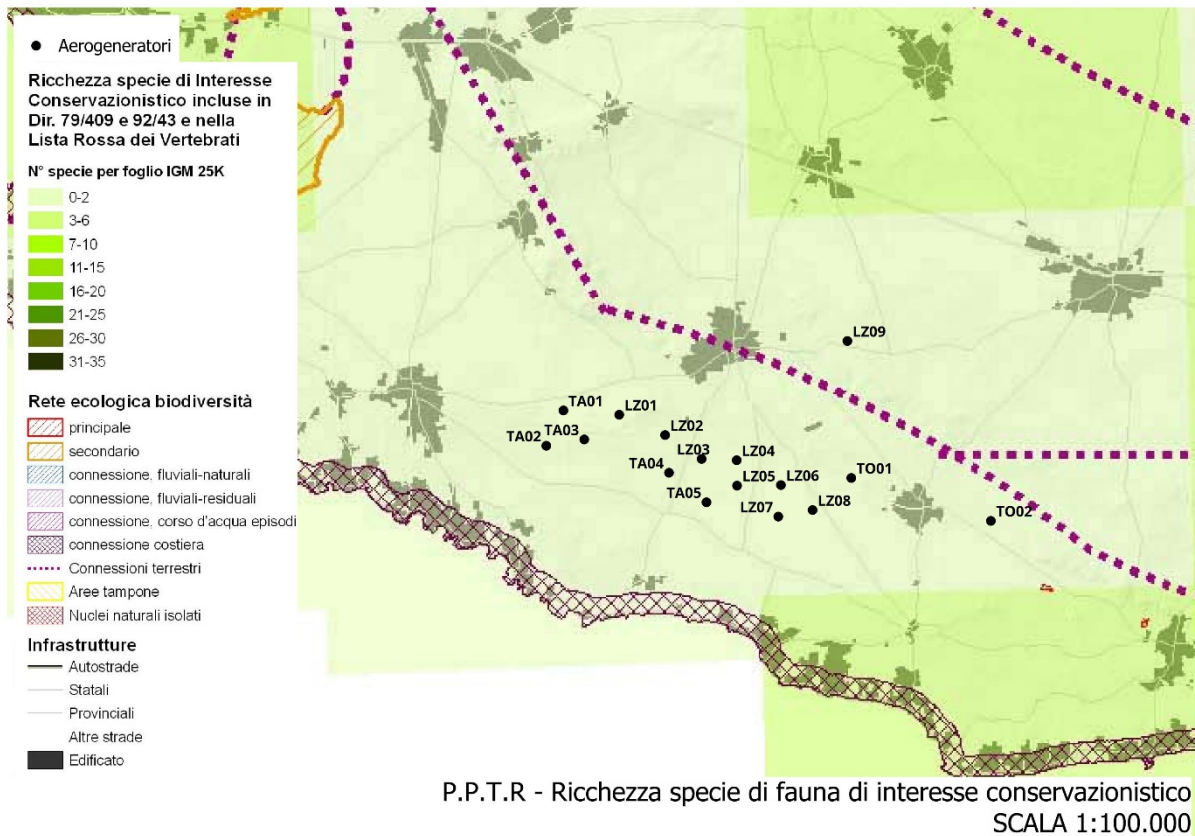 Aerogeneratori
Ricchezza specie di Interesse
Conservazionistico incluse in
Dir. 79/409 e 92/43 e nella
Lista Rossa dei Vertebrati
N° specie per foglio IGM 25K
0-2
3-6
7-10
11-15
16-20
21-25
26-30
31-35
Rete ecologica biodiversità
principale
secondario
connessione, fluviali-naturali
connessione, fluviali-residuali
connessione, corso d'acqua episodi
connessione costiera
Connessioni terrestri
Aree tampone
Nuclei naturali isolati
Infrastrutture
Autostrade
Statali
Provinciali
Altre strade
Edificato
LZ09
TA01
LZ01
TA02
TA03
LZ02
LZ03
LZ04
TA04
LZ05
LZ06
TO01
TA05
LZ07
LZ08
TO02
P.P.T.R - Ricchezza specie di fauna di interesse conservazionistico
SCALA 1:100.000